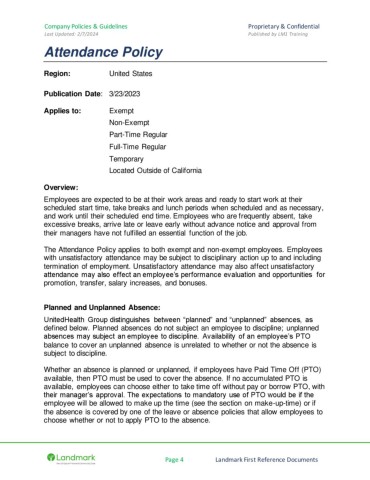 Company Policies & Guidelines Proprietary & Confidential
Last Updated: 2/7/2024 Published by LM1 Training
Attendance Policy
Region: United States
Publication Date: 3/23/2023
Applies to: Exempt
Non-Exempt
Part-Time Regular
Full-Time Regular
Temporary
Located Outside of California
Overview:
Employees are expected to be at their work areas and ready to start work at their
scheduled start time, take breaks and lunch periods when scheduled and as necessary,
and work until their scheduled end time. Employees who are frequently absent, take
excessive breaks, arrive late or leave early without advance notice and approval from
their managers have not fulfilled an essential function of the job.
The Attendance Policy applies to both exempt and non-exempt employees. Employees
with unsatisfactory attendance may be subject to disciplinary action up to and including
termination of employment. Unsatisfactory attendance may also affect unsatisfactory
attendance may also effect an employee's performance evaluation and opportunities for
promotion, transfer, salary increases, and bonuses.
Planned and Unplanned Absence:
UnitedHealth Group distinguishes between "planned" and "unplanned" absences, as
defined below. Planned absences do not subject an employee to discipline; unplanned
absences may subject an employee to discipline. Availability of an employee's PTO
balance to cover an unplanned absence is unrelated to whether or not the absence is
subject to discipline.
Whether an absence is planned or unplanned, if employees have Paid Time Off (PTO)
available, then PTO must be used to cover the absence. If no accumulated PTO is
available, employees can choose either to take time off without pay or borrow PTO, with
their manager's approval. The expectations to mandatory use of PTO would be if the
employee will be allowed to make up the time (see the section on make-up-time) or if
the absence is covered by one of the leave or absence policies that allow employees to
choose whether or not to apply PTO to the absence.
Landmark Page 4 Landmark First Reference Documents